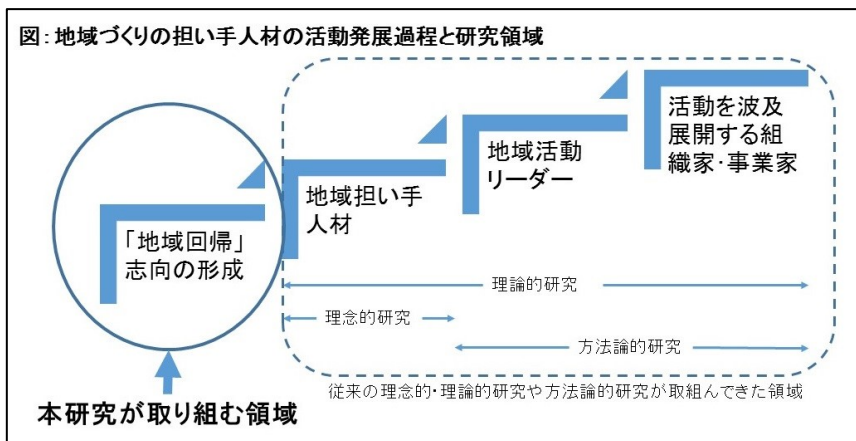 図:地域づくりの担い手人材の活動発展過程と研究領域
活動を波及
展開する組
織家・事業家
地域活動
リーダー
地域担い手
人材
「地域回帰」
志向の形成
理論的研究
理念的研究
方法論的研究
従来の理念的・理論的研究や方法論的研究が取組んできた領域
本研究が取り組む領域